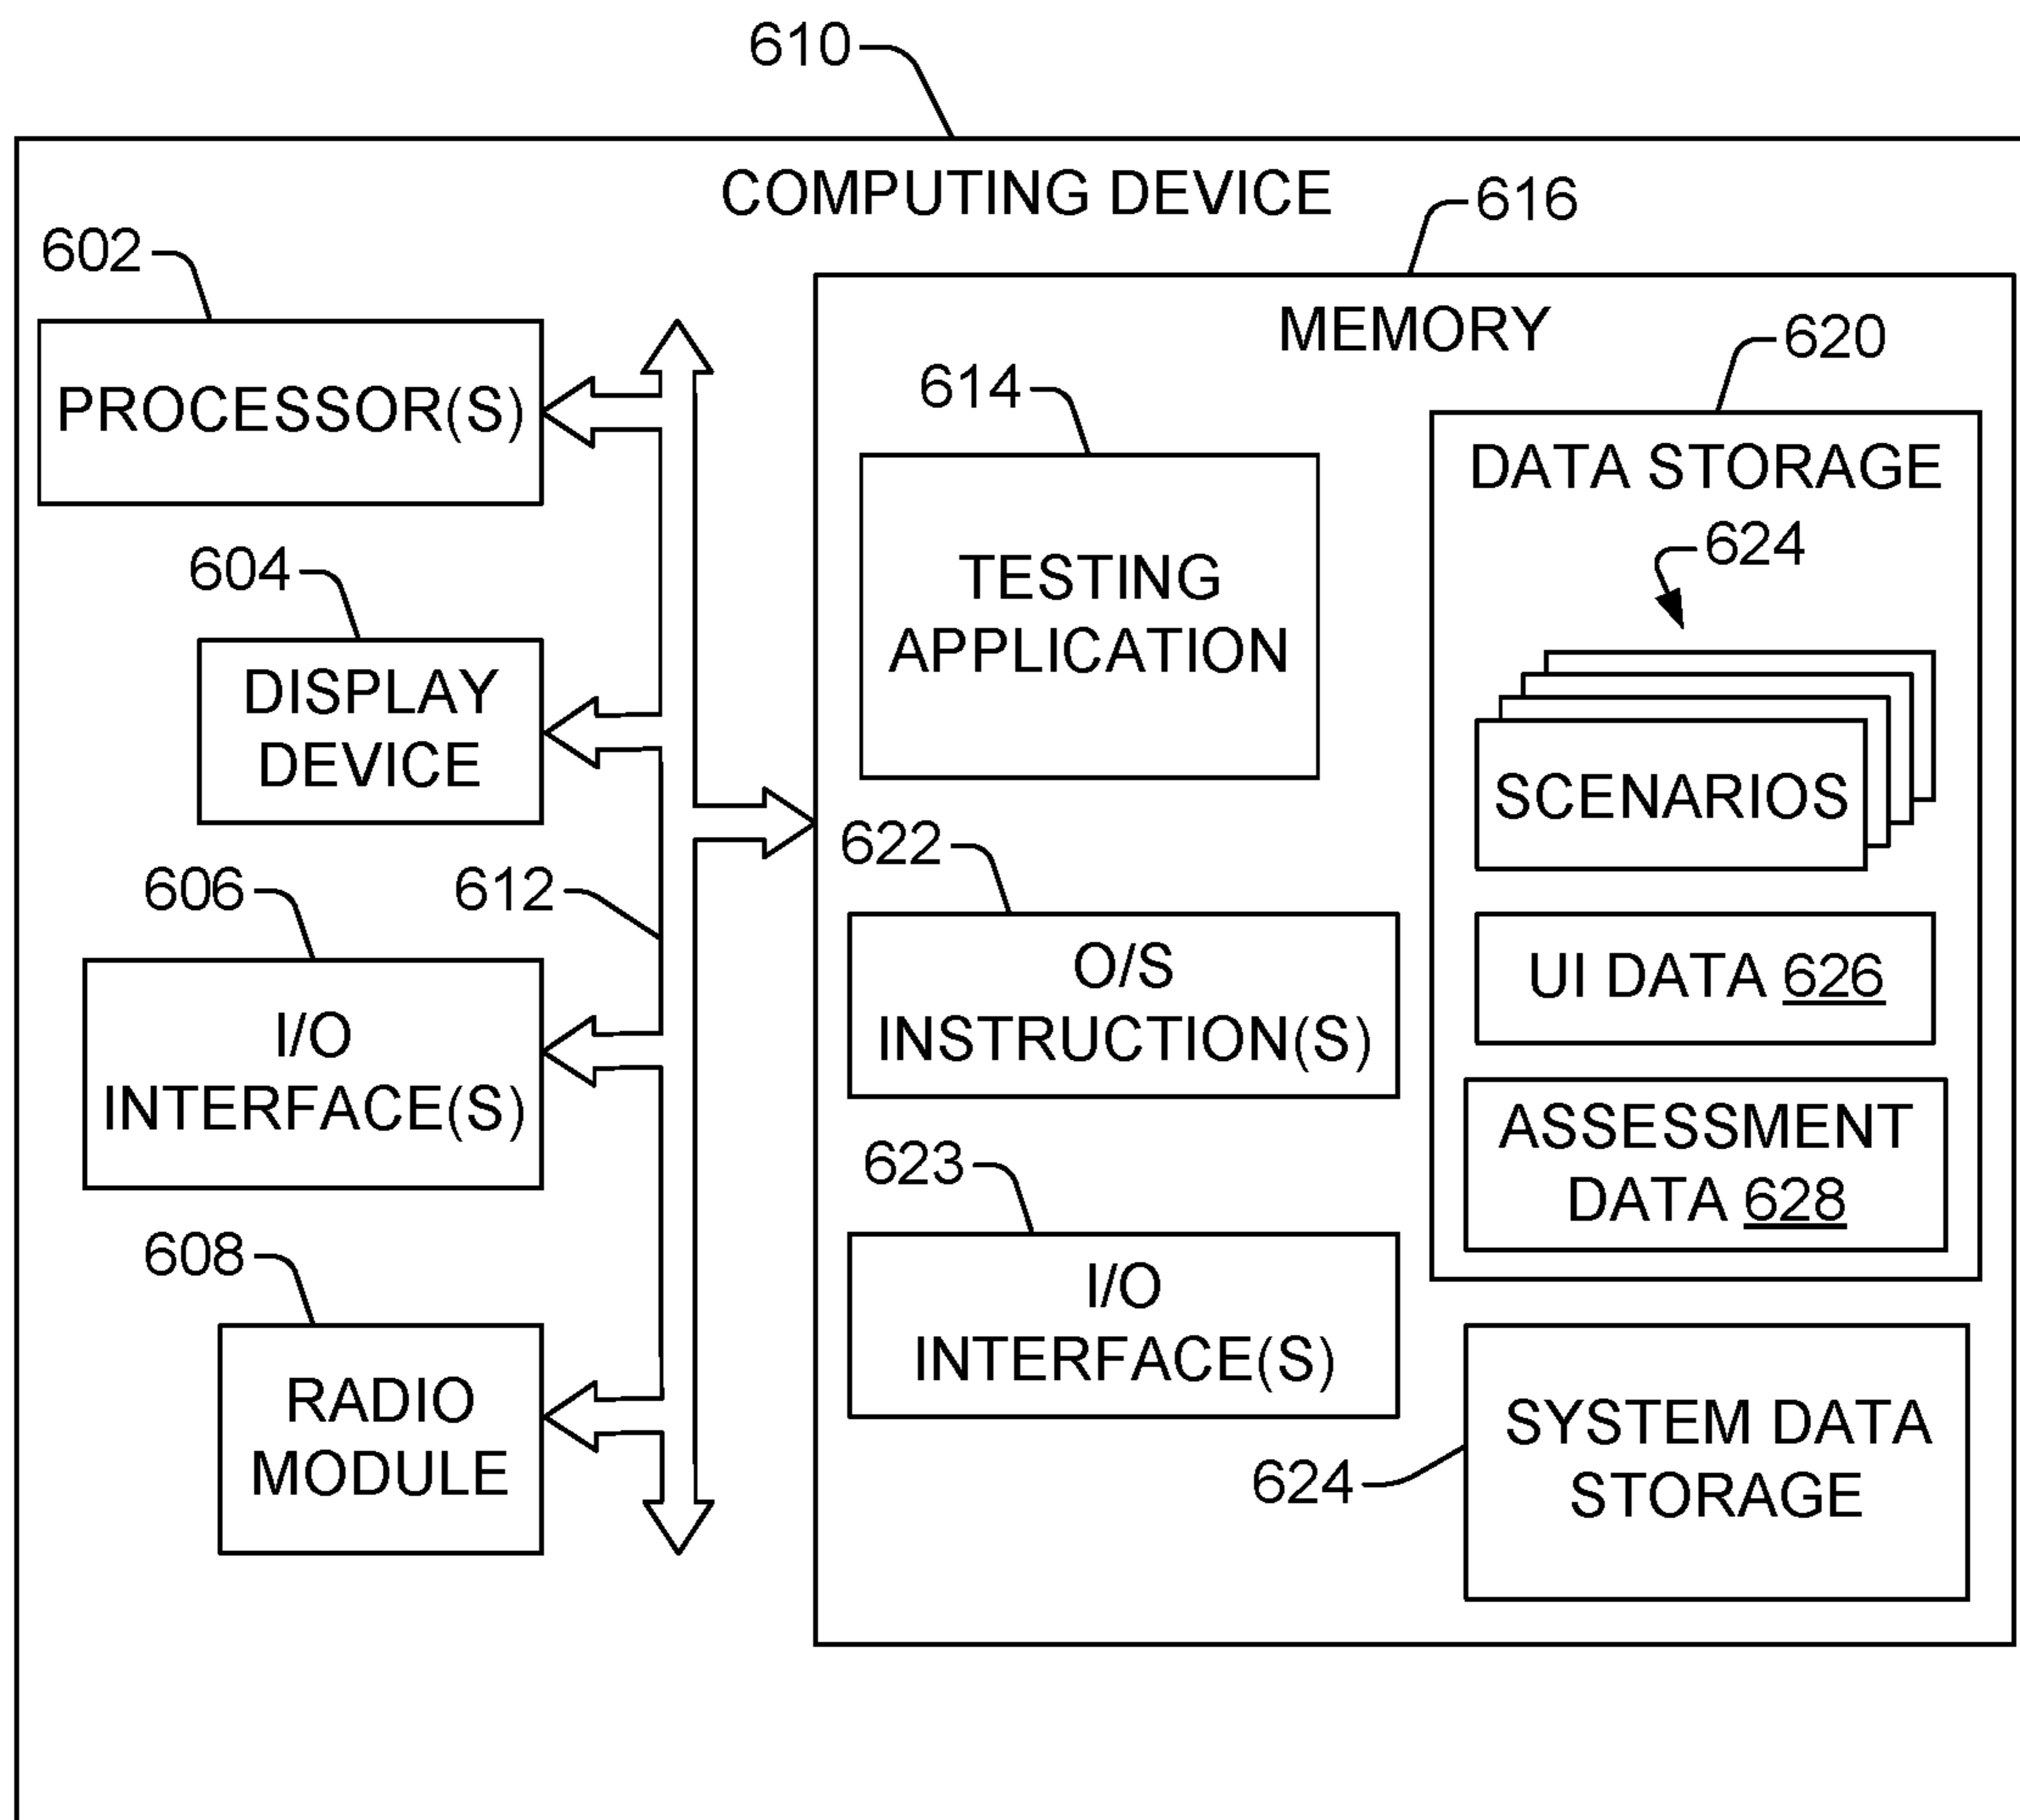 610
COMPUTING DEVICE
616
602
MEMORY
620
PROCESSOR(S)
614
DATA STORAGE
624
604
TESTING
APPLICATION
DISPLAY
DEVICE
SCENARIOS
622
606
612
O/S
INSTRUCTION(S)
UI DATA 626
I/O
INTERFACE(S)
ASSESSMENT
DATA 628
623
608
I/O
INTERFACE(S)
RADIO
MODULE
SYSTEM DATA
STORAGE
624